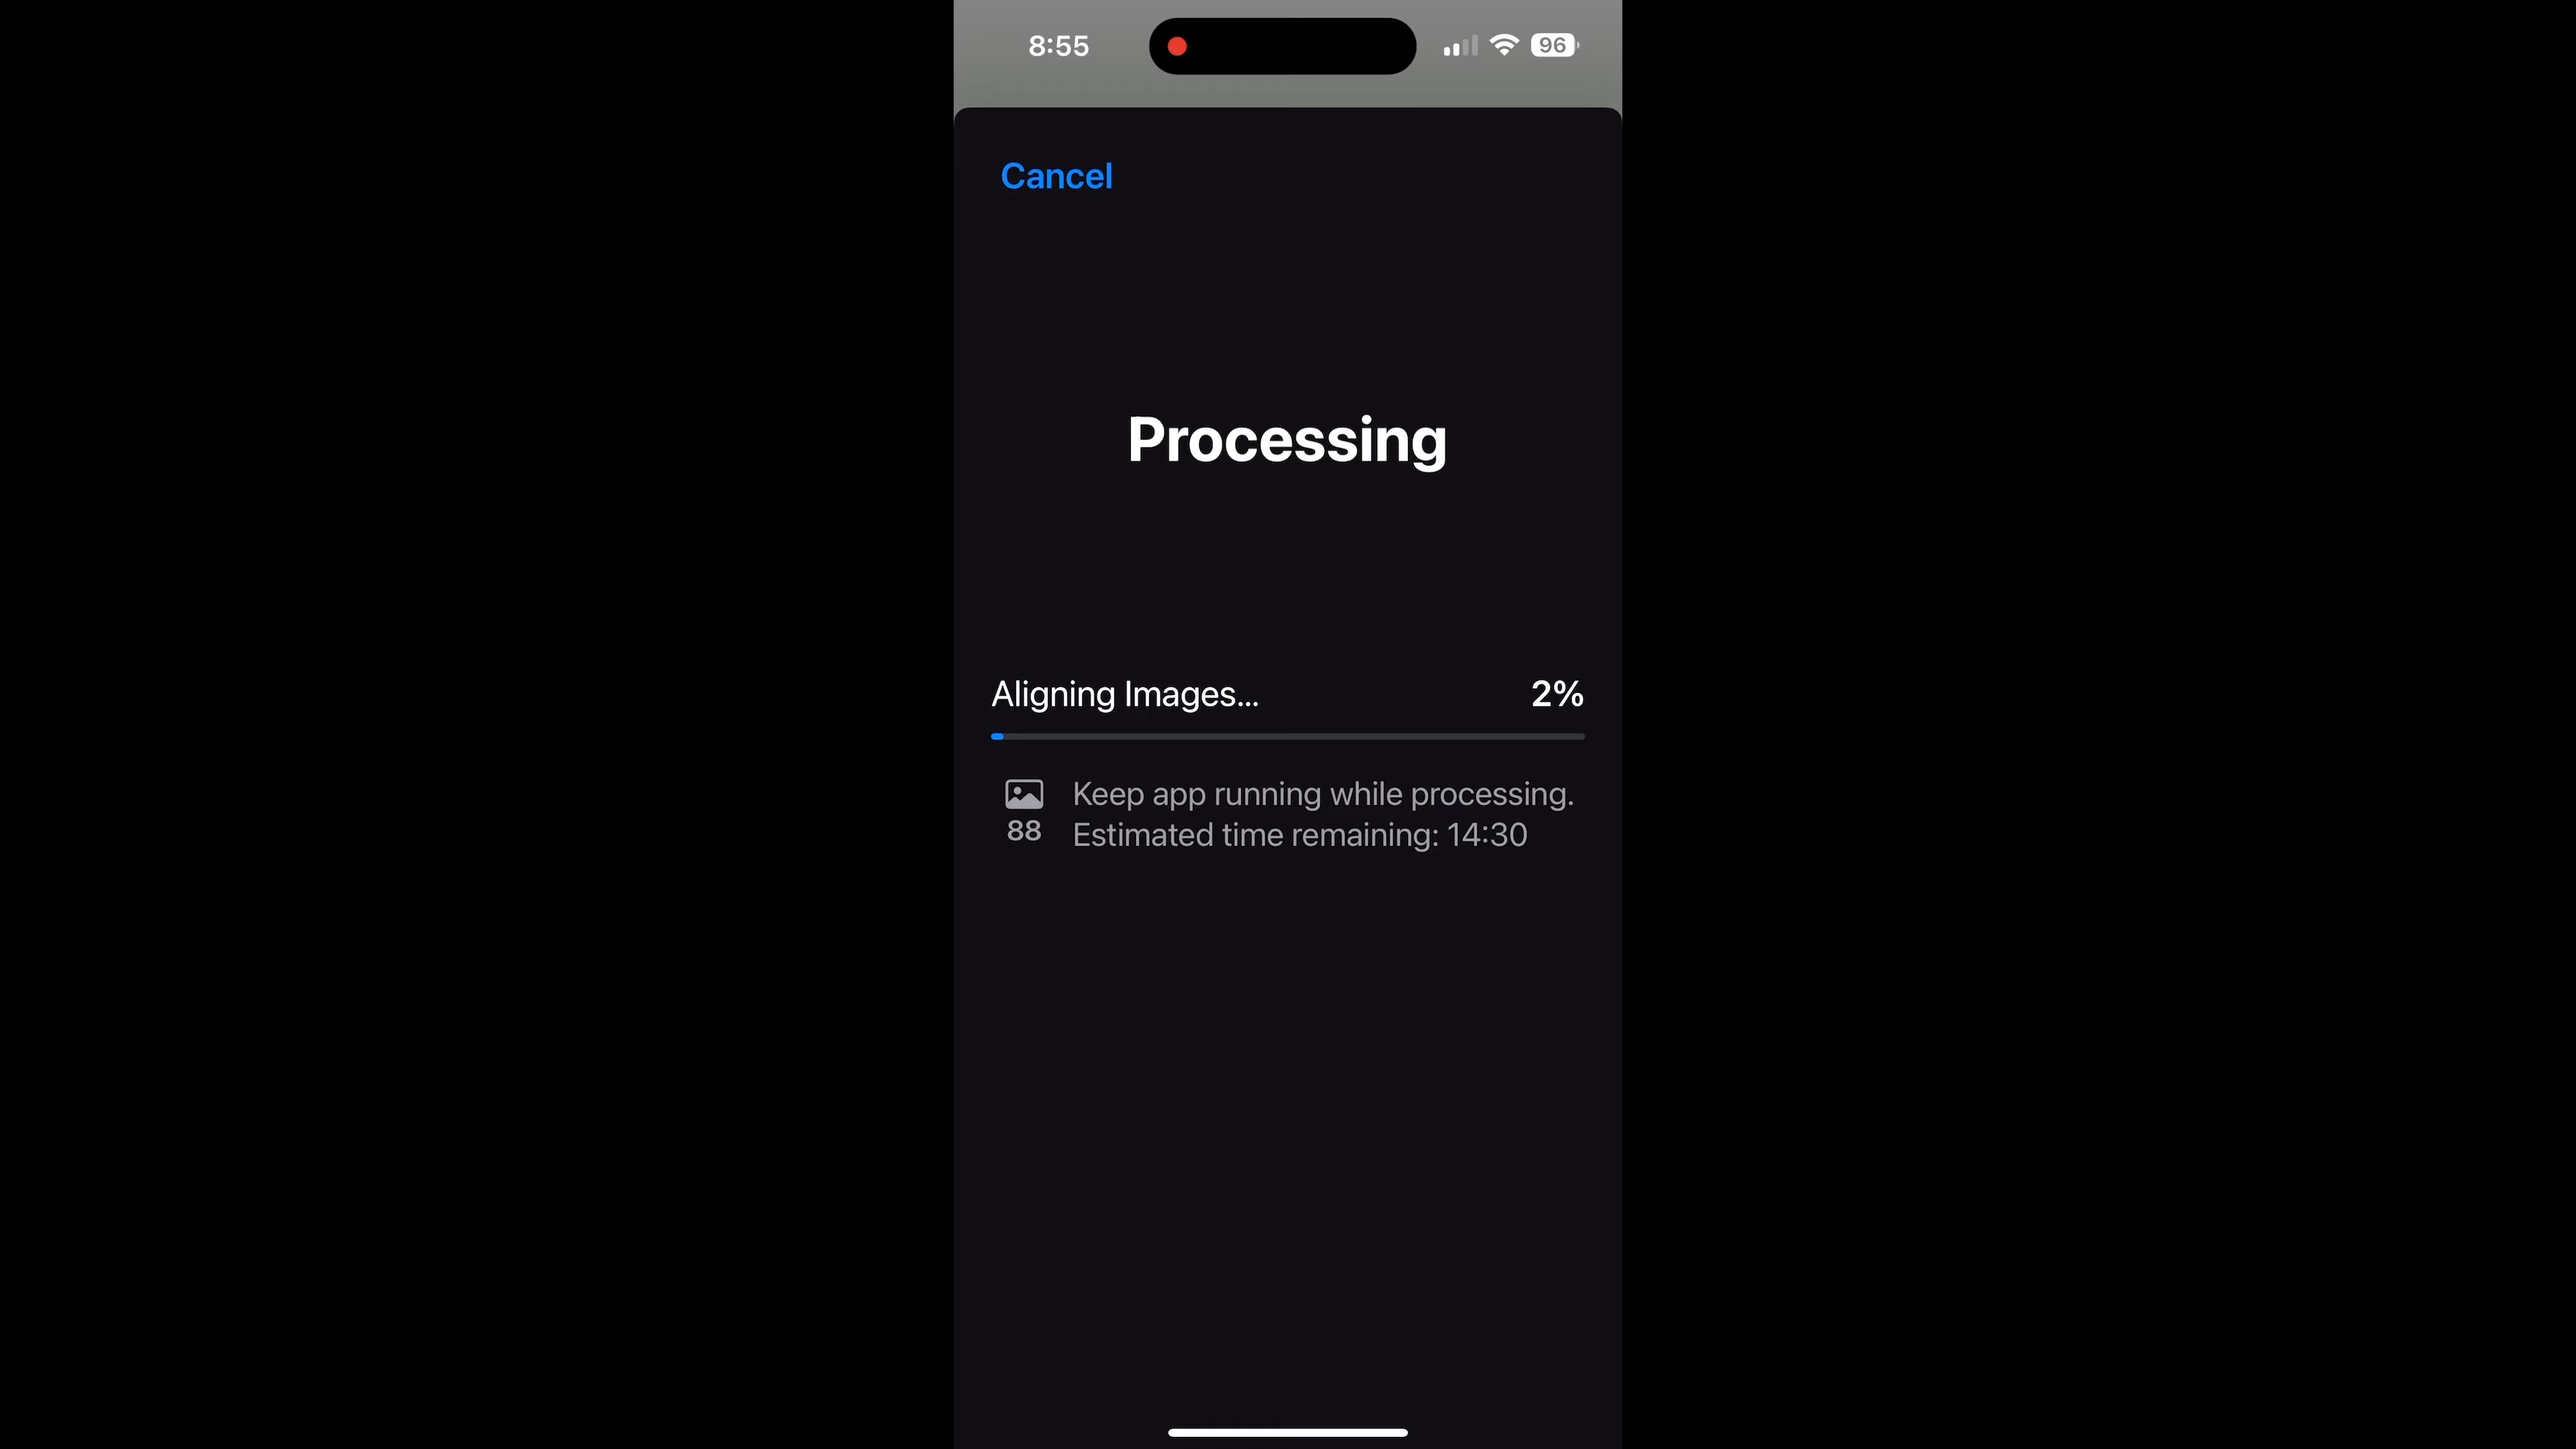 8:55
96
Cancel
Processing
Aligning Images...
2%
Keep app running while processing.
88
Estimated time remaining: 14:30